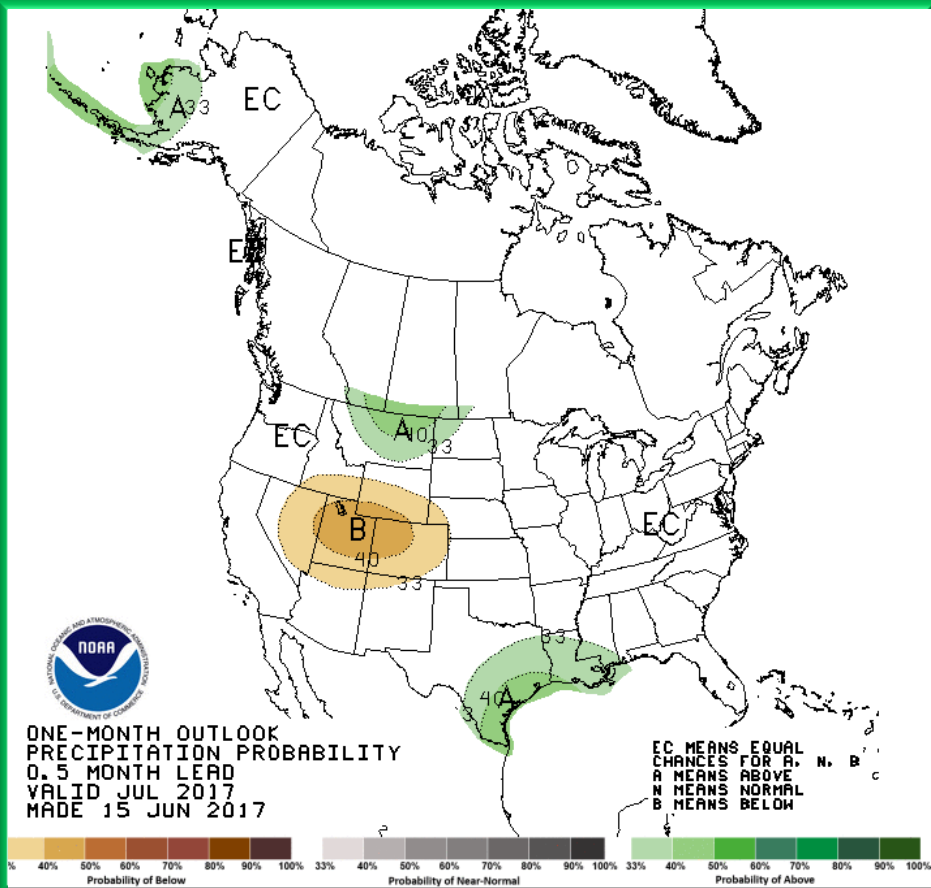 A33
EC
EC
A
40
33
EC
B
40
33
EC
33
40
A
3
NATIONAL OCEANIC AND ATMOSPHERIC ADMINISTRATION
NOAA
U.S. DEPARTMENT OF COMMERCE
ONE-MONTH OUTLOOK
PRECIPITATION PROBABILITY
0.5 MONTH LEAD
VALID JUL 2017
MADE 15 JUN 2017
EC MEANS EQUAL
CHANCES FOR A, N, B
A MEANS ABOVE
N MEANS NORMAL
B MEANS BELOW
% 40% 50% 60% 70% 80% 90% 100%
Probability of Below
33% 40% 50% 60% 70% 80% 90% 100%
Probability of Near-Normal
33% 40% 50% 60% 70% 80% 90% 100%
Probability of Above